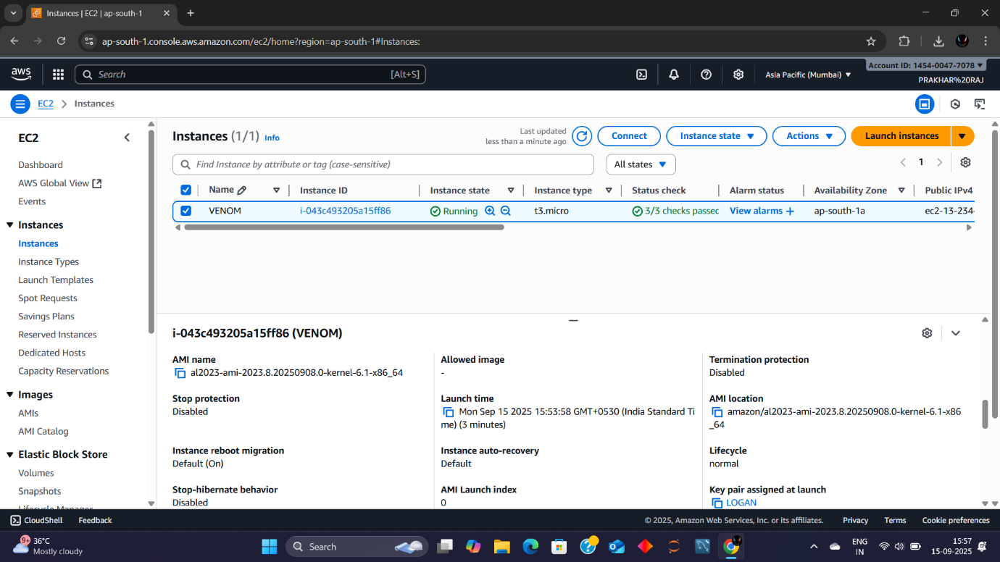 Instances | EC2 | ap-south-1
ap-south-1.console.aws.amazon.com/ec2/home?region=ap-south-1#Instances:
aws
Search [Alt+S]
Asia Pacific (Mumbai)
Account ID: 1454-0047-7078
PRAKHAR%20RAJ
EC2 > Instances
EC2
Dashboard
AWS Global View
Events
Instances
Instances
Instance Types
Launch Templates
Spot Requests
Savings Plans
Reserved Instances
Dedicated Hosts
Capacity Reservations
Images
AMIs
AMI Catalog
Elastic Block Store
Volumes
Snapshots
Lifecycle Manager
Instances (1/1) Info
Last updated
less than a minute ago
Connect
Instance state
Actions
Launch instances
Find Instance by attribute or tag (case-sensitive)
All states
1
Name Instance ID Instance state Instance type Status check Alarm status Availability Zone Public IPv4
VENOM i-043c493205a15ff86 Running t3.micro 3/3 checks passec View alarms + ap-south-1a ec2-13-234-
i-043c493205a15ff86 (VENOM)
AMI name
al2023-ami-2023.8.20250908.0-kernel-6.1-x86_64
Allowed image
-
Termination protection
Disabled
Stop protection
Disabled
Launch time
Mon Sep 15 2025 15:53:58 GMT+0530 (India Standard Ti
me) (3 minutes)
AMI location
amazon/al2023-ami-2023.8.20250908.0-kernel-6.1-x86
_64
Instance reboot migration
Default (On)
Instance auto-recovery
Default
Lifecycle
normal
Stop-hibernate behavior
Disabled
AMI Launch index
0
Key pair assigned at launch
LOGAN
CloudShell Feedback
© 2025, Amazon Web Services, Inc. or its affiliates. Privacy Terms Cookie preferences
9+
36°C
Mostly cloudy
Search
ENG
IN
15:57
15-09-2025